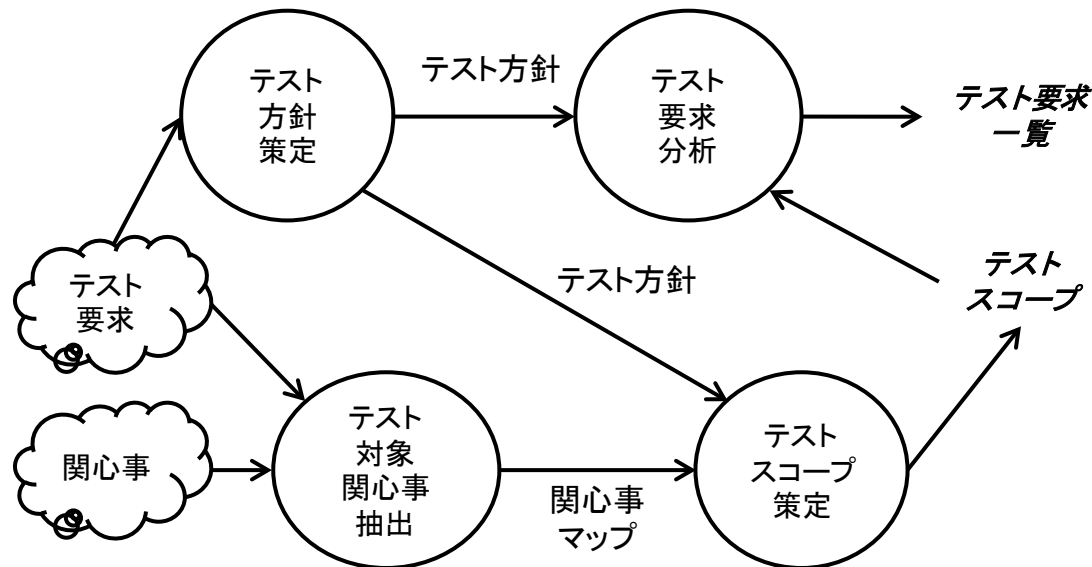 テスト
方針
策定
テスト方針
テスト
要求
分析
テスト要求
一覧
テスト
要求
テスト方針
テスト
スコープ
関心事
テスト
対象
関心事
抽出
関心事
マップ
テスト
スコープ
策定